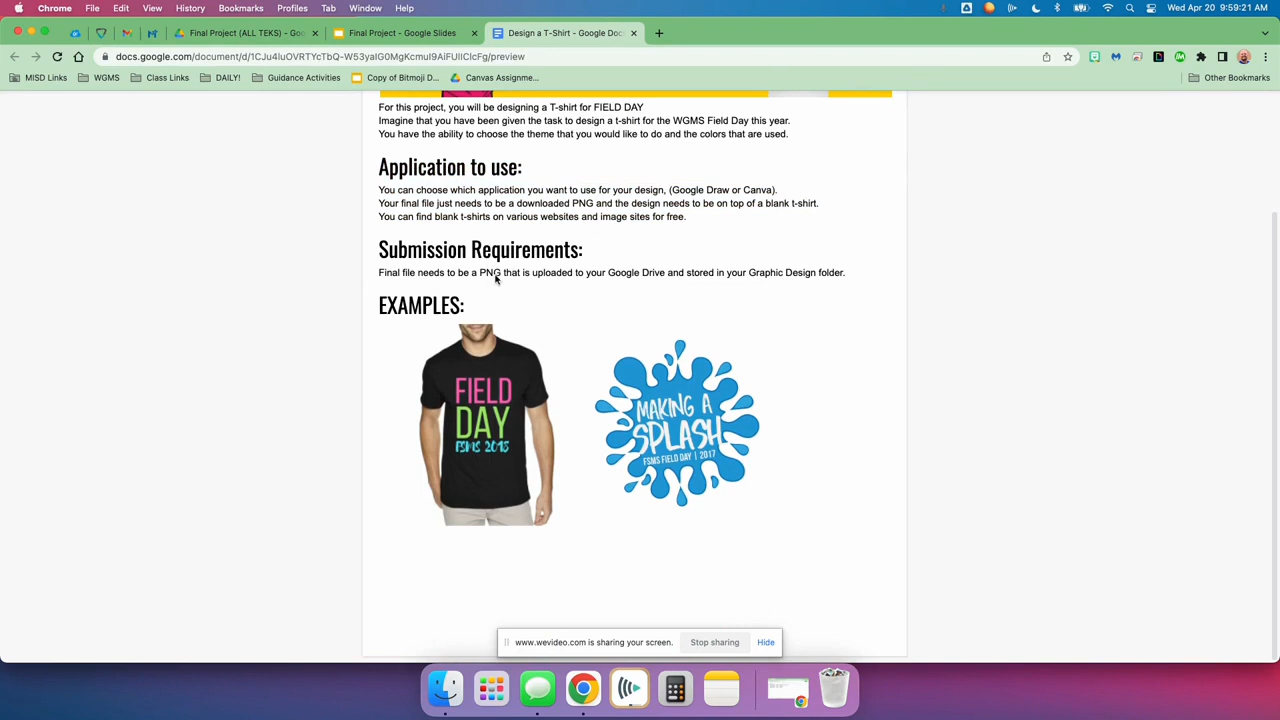 Chrome File Edit View History Bookmarks Profiles Tab Window Help Wed Apr 20 9:59:21 AM
Final Project (ALL TEKS) - Goo Final Project - Google Slides Design a T-Shirt - Google Doc
docs.google.com/document/d/1CJu4luOVRTYcTbQ-W53yaIG0MgKcmuI9AiFUIClcFg/preview
MISD Links WGMS Class Links DAILY! Guidance Activities Copy of Bitmoji D... Canvas Assignme... Other Bookmarks
For this project, you will be designing a T-shirt for FIELD DAY
Imagine that you have been given the task to design a t-shirt for the WGMS Field Day this year.
You have the ability to choose the theme that you would like to do and the colors that are used.
Application to use:
You can choose which application you want to use for your design, (Google Draw or Canva).
Your final file just needs to be a downloaded PNG and the design needs to be on top of a blank t-shirt.
You can find blank t-shirts on various websites and image sites for free.
Submission Requirements:
Final file needs to be a PNG that is uploaded to your Google Drive and stored in your Graphic Design folder.
EXAMPLES:
FIELD
DAY
FSMS 2018
MAKING A
SPLASH
FSMS FIELD DAY | 2017
www.wevideo.com is sharing your screen. Stop sharing Hide